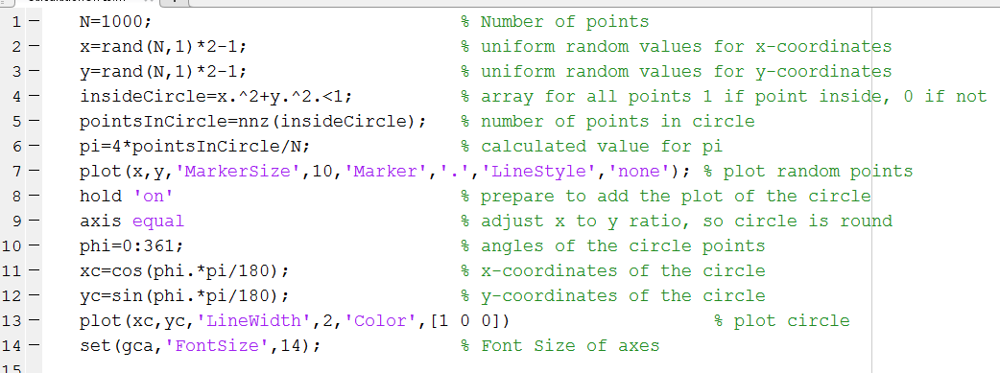 1 – N=1000; % Number of points
2 – x=rand(N,1)*2-1; % uniform random values for x-coordinates
3 – y=rand(N,1)*2-1; % uniform random values for y-coordinates
4 – insideCircle=x.^2+y.^2.<1; % array for all points 1 if point inside, 0 if not
5 – pointsInCircle=nnz(insideCircle); % number of points in circle
6 – pi=4*pointsInCircle/N; % calculated value for pi
7 – plot(x,y,'MarkerSize',10,'Marker','.','LineStyle','none'); % plot random points
8 – hold 'on' % prepare to add the plot of the circle
9 – axis equal % adjust x to y ratio, so circle is round
10 – phi=0:361; % angles of the circle points
11 – xc=cos(phi.*pi/180); % x-coordinates of the circle
12 – yc=sin(phi.*pi/180); % y-coordinates of the circle
13 – plot(xc,yc,'LineWidth',2,'Color',[1 0 0]) % plot circle
14 – set(gca,'FontSize',14); % Font Size of axes
15